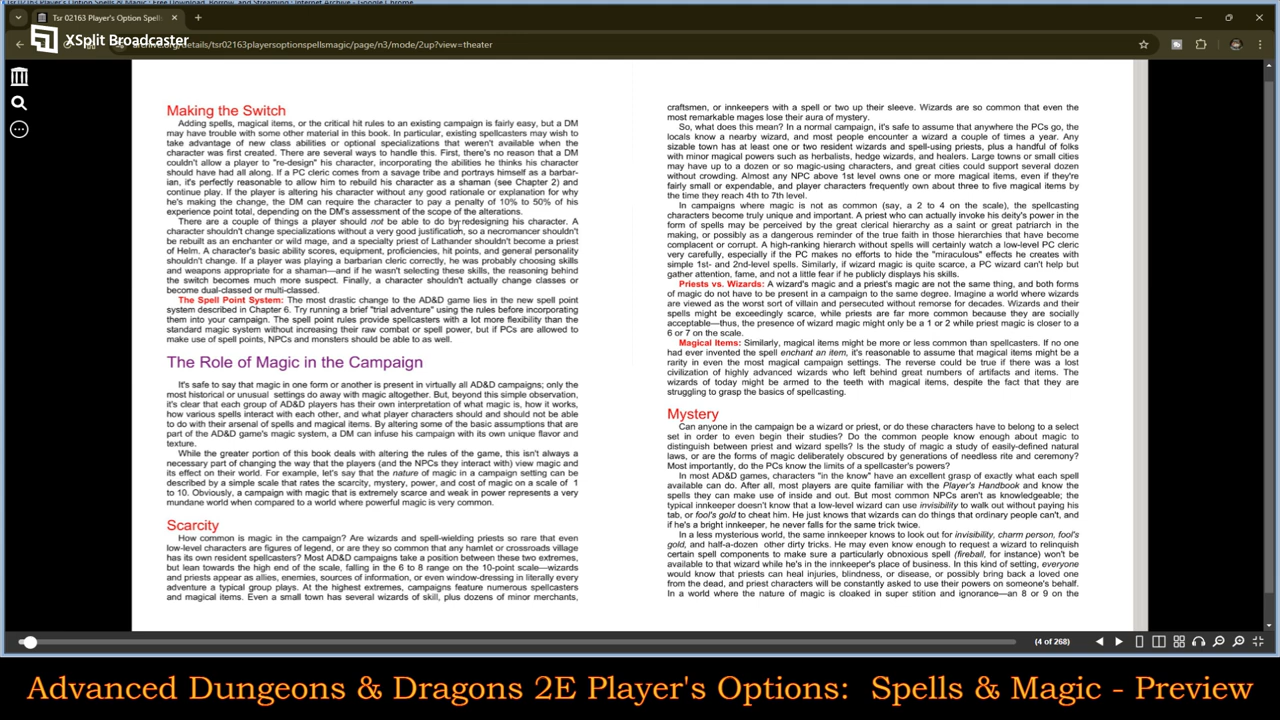 Tsr 02163 Player's Option Spells
XSplit Broadcaster
archive.org/details/tsr02163playersoptionspellsmagic/page/n3/mode/2up?view=theater
Making the Switch
Adding spells, magical items, or the critical hit rules to an existing campaign is fairly easy, but a DM
may have trouble with some other material in this book. In particular, existing spellcasters may wish to
take advantage of new class abilities or optional specializations that weren't available when the
character was first created. There are several ways to handle this. First, there's no reason that a DM
couldn't allow a player to "re-design" his character, incorporating the abilities he thinks his character
should have had all along. If a PC cleric comes from a savage tribe and portrays himself as a barbar-
ian, it's perfectly reasonable to allow him to rebuild his character as a shaman (see Chapter 2) and
continue play. If the player is altering his character without any good rationale or explanation for why
he's making the change, the DM can require the character to pay a penalty of 10% to 50% of his
experience point total, depending on the DM's assessment of the scope of the alterations.
There are a couple of things a player should not be able to do by redesigning his character. A
character shouldn't change specializations without a very good justification, so a necromancer shouldn't
be rebuilt as an enchanter or wild mage, and a specialty priest of Lathander shouldn't become a priest
of Helm. A character's basic ability scores, equipment, proficiencies, hit points, and general personality
shouldn't change. If a player was playing a barbarian cleric correctly, he was probably choosing skills
and weapons appropriate for a shaman—and if he wasn't selecting these skills, the reasoning behind
the switch becomes much more suspect. Finally, a character shouldn't actually change classes or
become dual-classed or multi-classed.
The Spell Point System: The most drastic change to the AD&D game lies in the new spell point
system described in Chapter 6. Try running a brief "trial adventure" using the rules before incorporating
them into your campaign. The spell point rules provide spellcasters with a lot more flexibility than the
standard magic system without increasing their raw combat or spell power, but if PCs are allowed to
make use of spell points, NPCs and monsters should be able to as well.
The Role of Magic in the Campaign
It's safe to say that magic in one form or another is present in virtually all AD&D campaigns; only the
most historical or unusual settings do away with magic altogether. But, beyond this simple observation,
it's clear that each group of AD&D players has their own interpretation of what magic is, how it works,
how various spells interact with each other, and what player characters should and should not be able
to do with their arsenal of spells and magical items. By altering some of the basic assumptions that are
part of the AD&D game's magic system, a DM can infuse his campaign with its own unique flavor and
texture.
While the greater portion of this book deals with altering the rules of the game, this isn't always a
necessary part of changing the way that the players (and the NPCs they interact with) view magic and
its effect on their world. For example, let's say that the nature of magic in a campaign setting can be
described by a simple scale that rates the scarcity, mystery, power, and cost of magic on a scale of 1
to 10. Obviously, a campaign with magic that is extremely scarce and weak in power represents a very
mundane world when compared to a world where powerful magic is very common.
Scarcity
How common is magic in the campaign? Are wizards and spell-wielding priests so rare that even
low-level characters are figures of legend, or are they so common that any hamlet or crossroads village
has its own resident spellcasters? Most AD&D campaigns take a position between these two extremes,
but lean towards the high end of the scale, falling in the 6 to 8 range on the 10-point scale—wizards
and priests appear as allies, enemies, sources of information, or even window-dressing in literally every
adventure a typical group plays. At the highest extremes, campaigns feature numerous spellcasters
and magical items. Even a small town has several wizards of skill, plus dozens of minor merchants,
craftsmen, or innkeepers with a spell or two up their sleeve. Wizards are so common that even the
most remarkable mages lose their aura of mystery.
So, what does this mean? In a normal campaign, it's safe to assume that anywhere the PCs go, the
locals know a nearby wizard, and most people encounter a wizard a couple of times a year. Any
sizable town has at least one or two resident wizards and spell-using priests, plus a handful of folks
with minor magical powers such as herbalists, hedge wizards, and healers. Large towns or small cities
may have up to a dozen or so magic-using characters, and great cities could support several dozen
without crowding. Almost any NPC above 1st level owns one or more magical items, even if they're
fairly small or expendable, and player characters frequently own about three to five magical items by
the time they reach 4th to 7th level.
In campaigns where magic is not as common (say, a 2 to 4 on the scale), the spellcasting
characters become truly unique and important. A priest who can actually invoke his deity's power in the
form of spells may be perceived by the great clerical hierarchy as a saint or great patriarch in the
making, or possibly as a dangerous reminder of the true faith in those hierarchies that have become
complacent or corrupt. A high-ranking hierarch without spells will certainly watch a low-level PC cleric
very carefully, especially if the PC makes no efforts to hide the "miraculous" effects he creates with
simple 1st- and 2nd-level spells. Similarly, if wizard magic is quite scarce, a PC wizard can't help but
gather attention, fame, and not a little fear if he publicly displays his skills.
Priests vs. Wizards: A wizard's magic and a priest's magic are not the same thing, and both forms
of magic do not have to be present in a campaign to the same degree. Imagine a world where wizards
are viewed as the worst sort of villain and persecuted without remorse for decades. Wizards and their
spells might be exceedingly scarce, while priests are far more common because they are socially
acceptable—thus, the presence of wizard magic might only be a 1 or 2 while priest magic is closer to a
6 or 7 on the scale.
Magical Items: Similarly, magical items might be more or less common than spellcasters. If no one
had ever invented the spell enchant an item, it's reasonable to assume that magical items might be a
rarity in even the most magical campaign settings. The reverse could be true if there was a lost
civilization of highly advanced wizards who left behind great numbers of artifacts and items. The
wizards of today might be armed to the teeth with magical items, despite the fact that they are
struggling to grasp the basics of spellcasting.
Mystery
Can anyone in the campaign be a wizard or priest, or do these characters have to belong to a select
set in order to even begin their studies? Do the common people know enough about magic to
distinguish between priest and wizard spells? Is the study of magic a study of easily-defined natural
laws, or are the forms of magic deliberately obscured by generations of needless rite and ceremony?
Most importantly, do the PCs know the limits of a spellcaster's powers?
In most AD&D games, characters "in the know" have an excellent grasp of exactly what each spell
available can do. After all, most players are quite familiar with the Player's Handbook and know the
spells they can make use of inside and out. But most common NPCs aren't as knowledgeable; the
typical innkeeper doesn't know that a low-level wizard can use invisibility to walk out without paying his
tab, or fool's gold to cheat him. He just knows that wizards can do things that ordinary people can't, and
if he's a bright innkeeper, he never falls for the same trick twice.
In a less mysterious world, the same innkeeper knows to look out for invisibility, charm person, fool's
gold, and half-a-dozen other dirty tricks. He may even know enough to request a wizard to relinquish
certain spell components to make sure a particularly obnoxious spell (fireball, for instance) won't be
available to that wizard while he's in the innkeeper's place of business. In this kind of setting, everyone
would know that priests can heal injuries, blindness, or disease, or possibly bring back a loved one
from the dead, and priest characters will be constantly asked to use their powers on someone's behalf.
In a world where the nature of magic is cloaked in super stition and ignorance—an 8 or 9 on the
(4 of 268)
Advanced Dungeons & Dragons 2E Player's Options: Spells & Magic - Preview